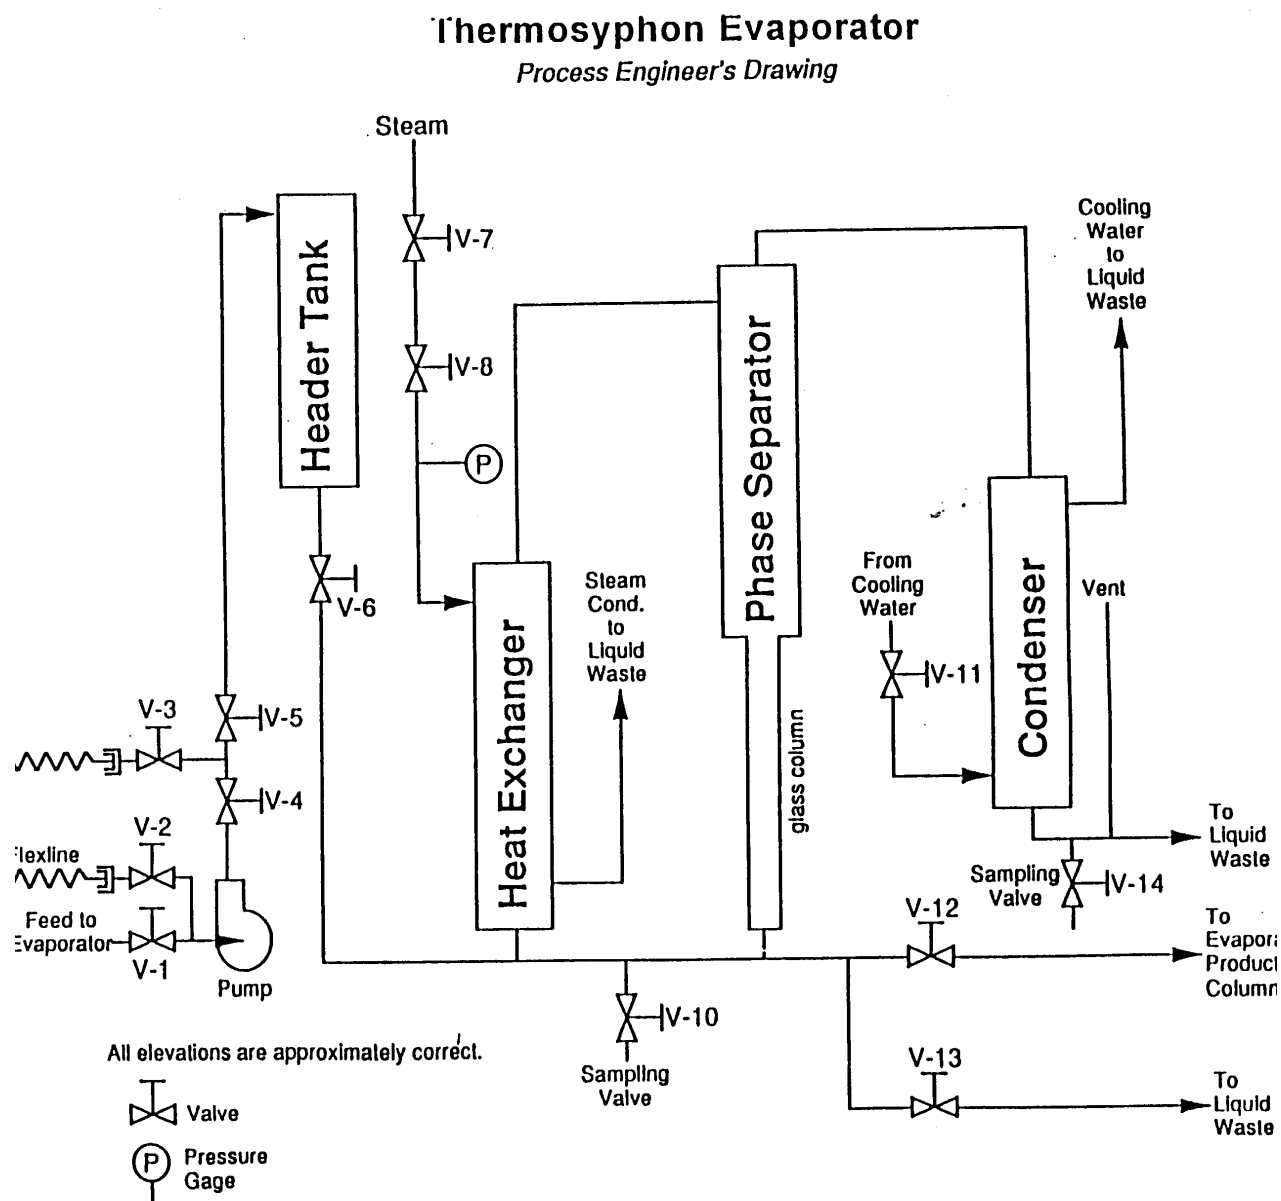 Thermosyphon Evaporator
Process Engineer's Drawing
Steam
V-7
V-8
P
Header Tank
V-6
V-3
V-5
V-4
V-2
Flexline
Feed to
Evaporator
V-1
Pump
Heat Exchanger
Steam
Cond.
to
Liquid
Waste
Phase Separator
glass column
Cooling
Water
to
Liquid
Waste
From
Cooling
Water
V-11
Condenser
Vent
To
Liquid
Waste
Sampling
Valve
V-14
V-12
To
Evapora
Product
Column
V-10
Sampling
Valve
V-13
To
Liquid
Waste
All elevations are approximately correct.
Valve
P
Pressure
Gage